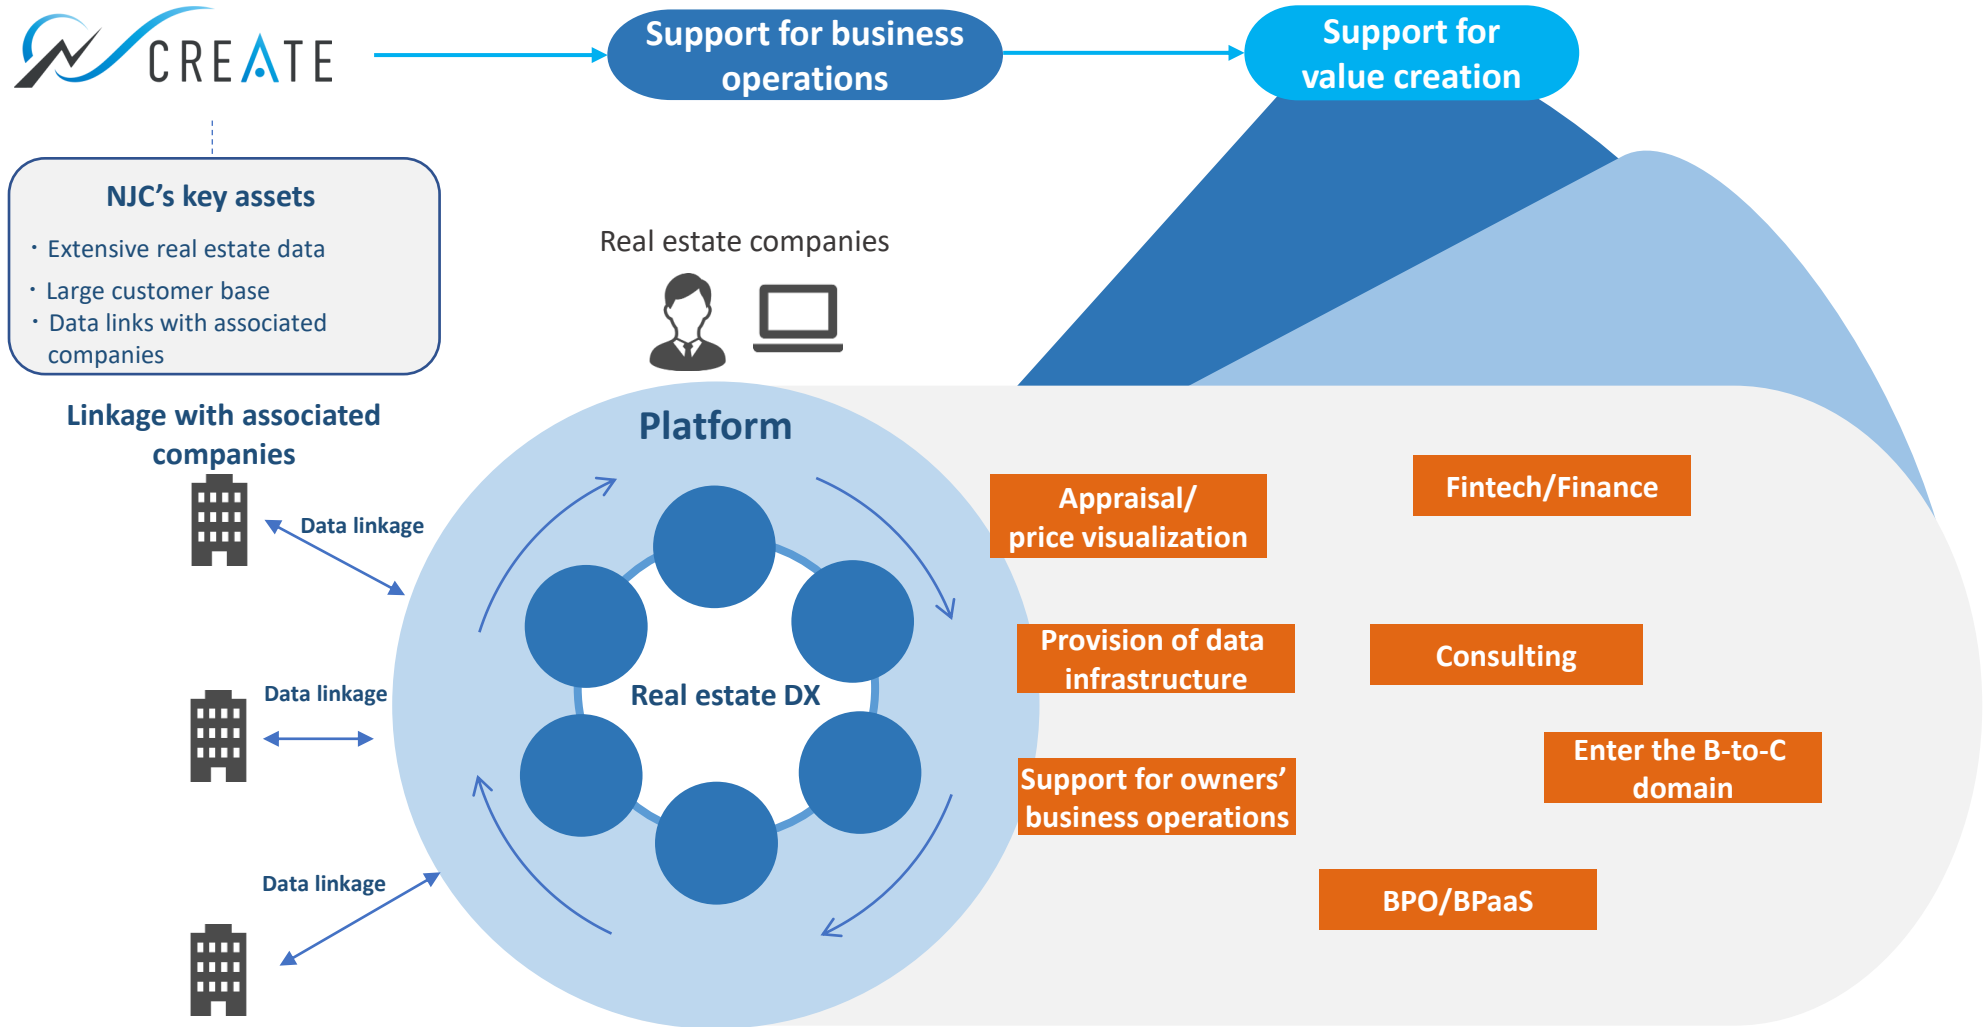 CREATE
Support for business
operations
Support for
value creation
NJC’s key assets
・Extensive real estate data
・Large customer base
・Data links with associated
companies
Real estate companies
Linkage with associated
companies
Platform
Data linkage
Data linkage
Data linkage
Real estate DX
Appraisal/
price visualization
Fintech/Finance
Provision of data
infrastructure
Consulting
Enter the B-to-C
domain
Support for owners’
business operations
BPO/BPaaS